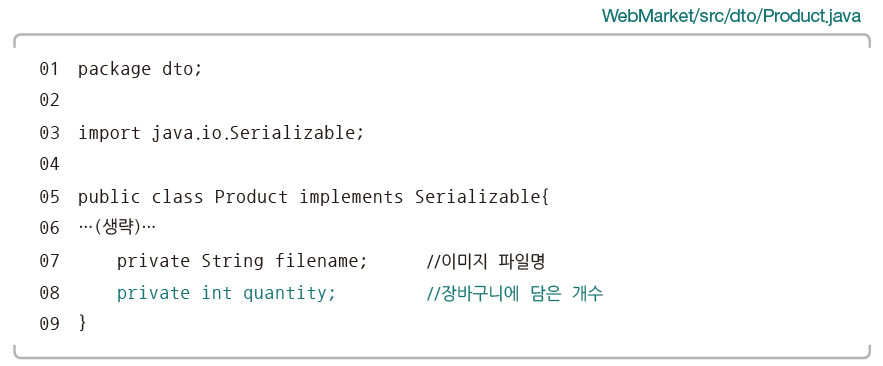 WebMarket/src/dto/Product.java
01 package dto;
02
03 import java.io.Serializable;
04
05 public class Product implements Serializable{
06 …(생략)…
07 private String filename; //이미지 파일명
08 private int quantity; //장바구니에 담은 개수
09 }